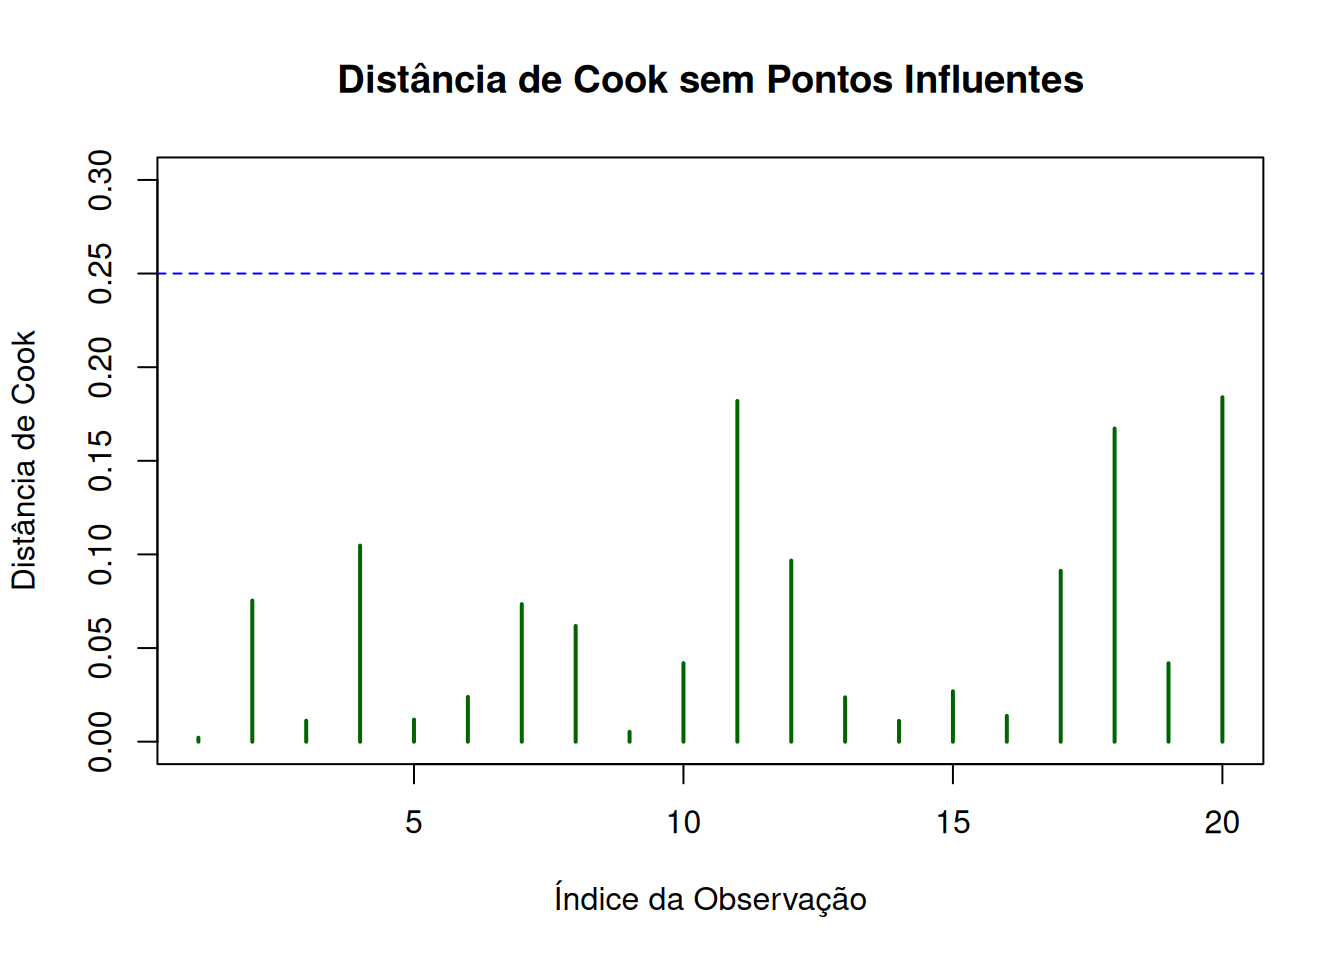 Distância de Cook sem Pontos Influentes
Distância de Cook
0.30
0.25
0.20
0.15
0.10
0.05
0.00
5 10 15 20
Índice da Observação